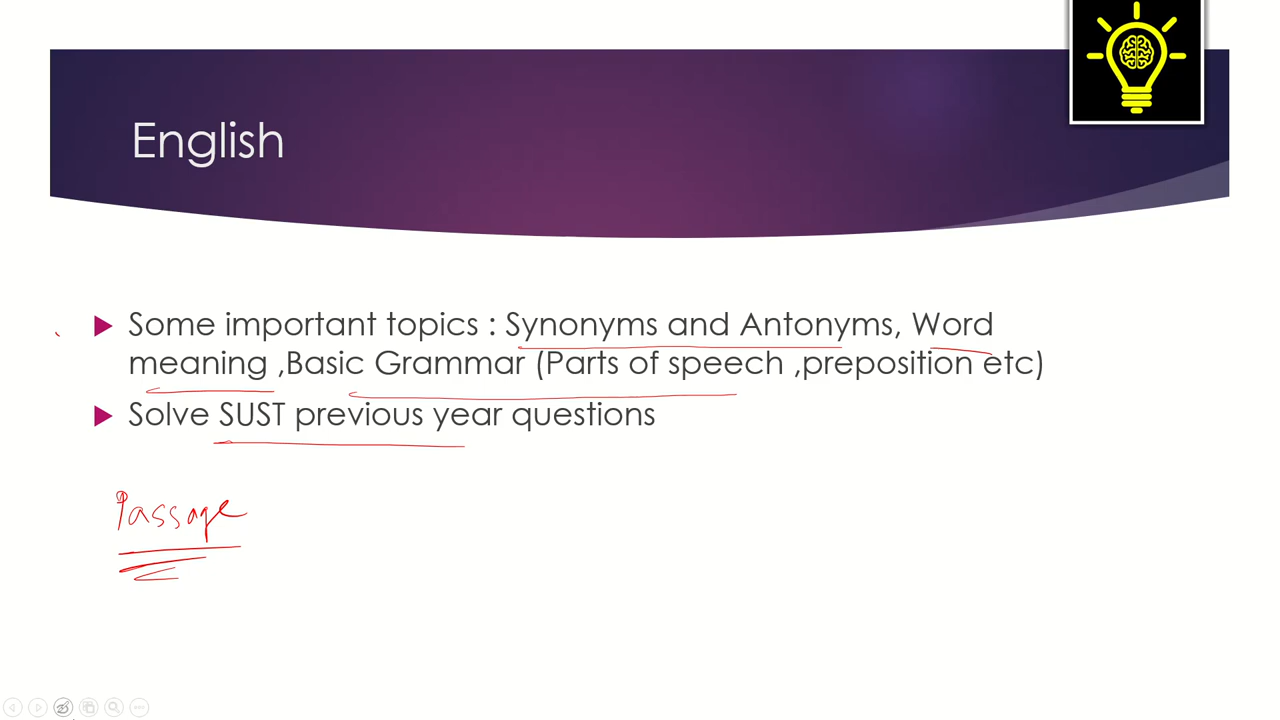 English
Some important topics : Synonyms and Antonyms, Word
meaning ,Basic Grammar (Parts of speech ,preposition etc)
Solve SUST previous year questions
Passage